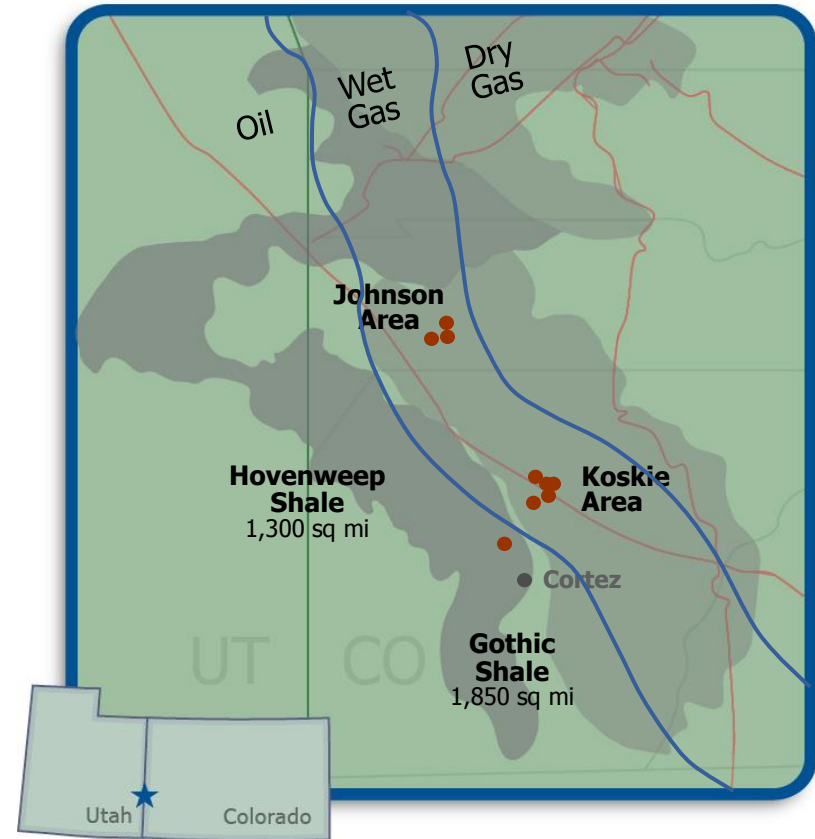 Oil
Wet
Gas
Dry
Gas
Johnson
Area
Hovenweep
Shale
1,300 sq mi
Koskie
Area
Cortez
Gothic
Shale
1,850 sq mi
UT CO
Utah
Colorado